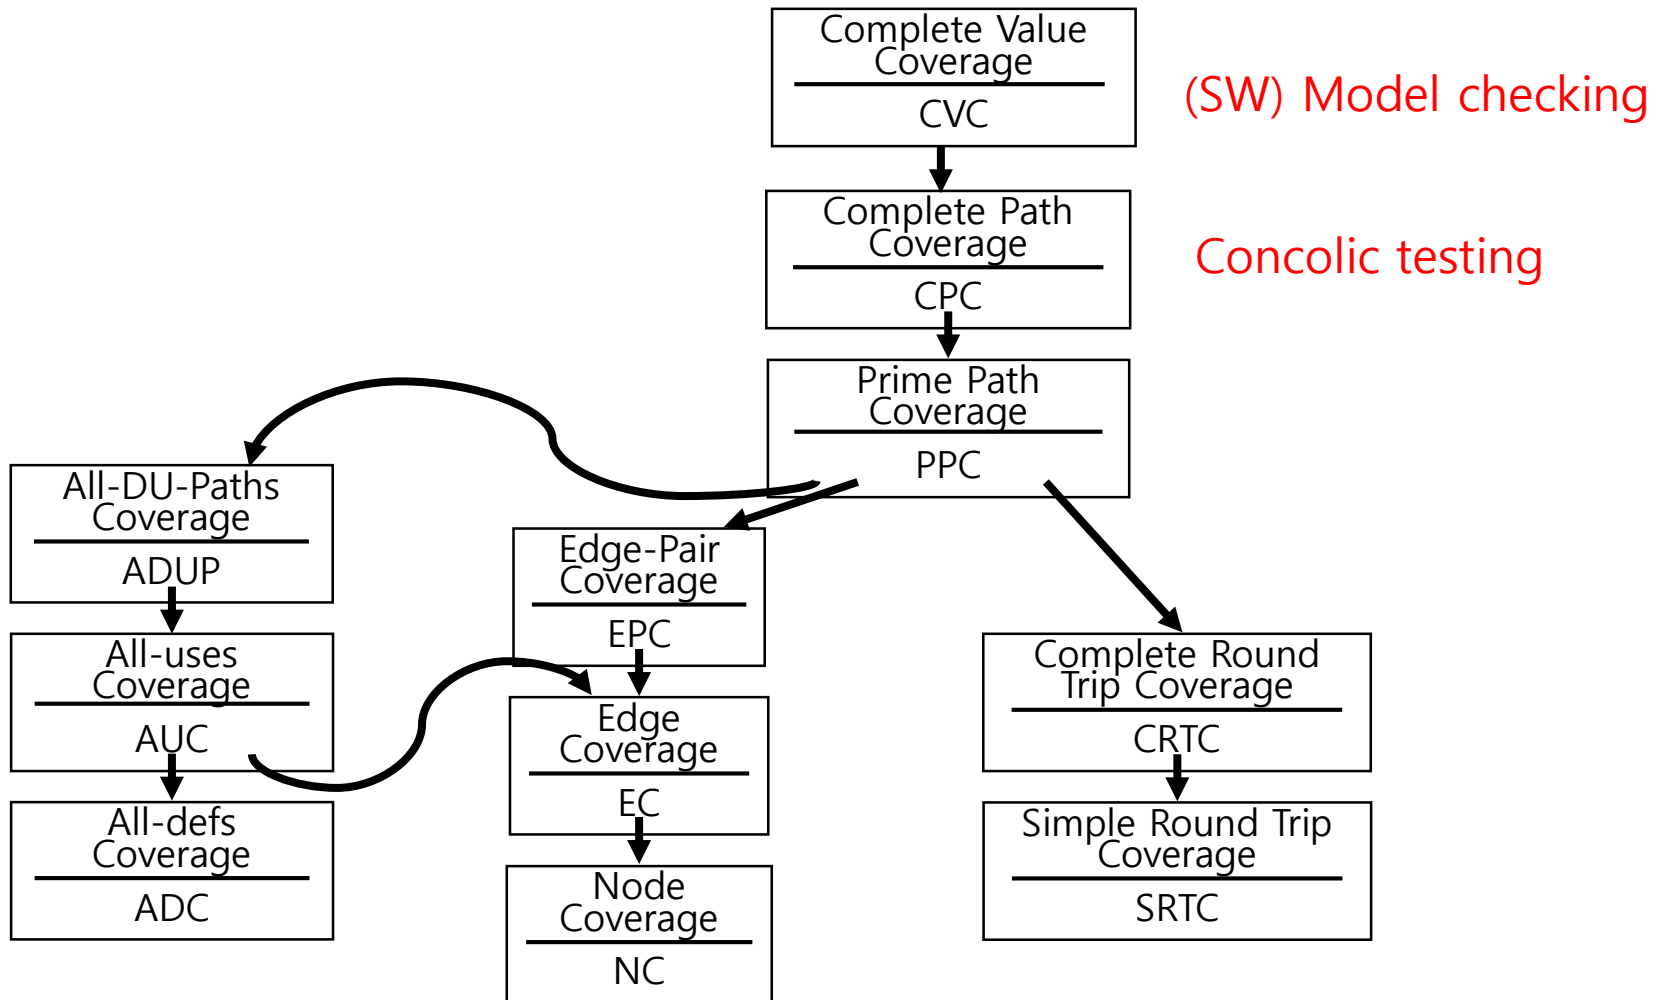 Complete Value
Coverage
CVC
(SW) Model checking
Complete Path
Coverage
CPC
Concolic testing
Prime Path
Coverage
PPC
All-DU-Paths
Coverage
ADUP
Edge-Pair
Coverage
EPC
All-uses
Coverage
AUC
Complete Round
Trip Coverage
CRTC
Edge
Coverage
EC
All-defs
Coverage
ADC
Simple Round Trip
Coverage
SRTC
Node
Coverage
NC